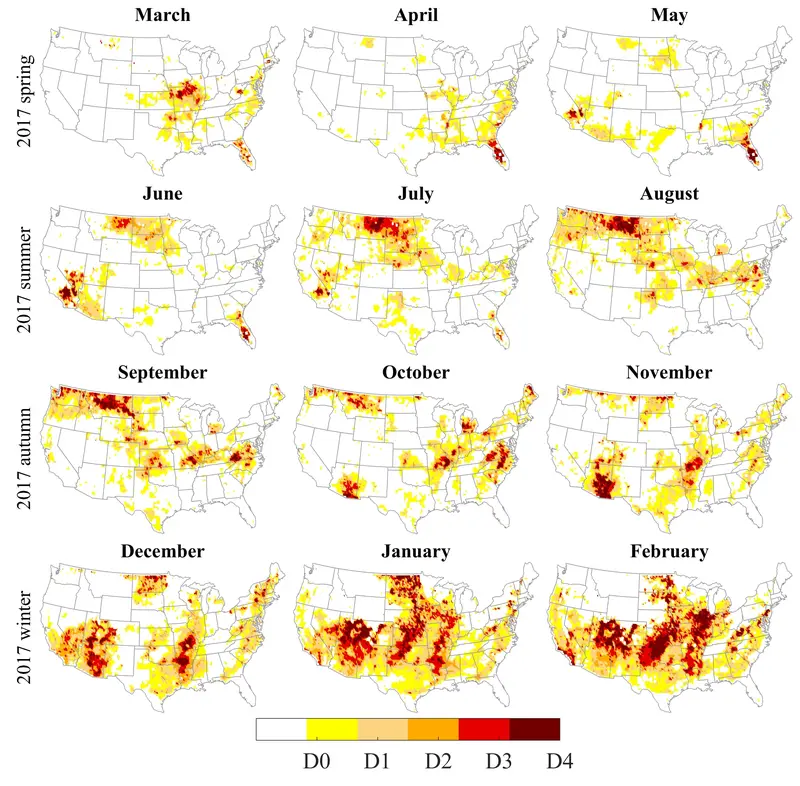 March April May
2017 spring
June July August
2017 summer
September October November
2017 autumn
December January February
2017 winter
D0 D1 D2 D3 D4